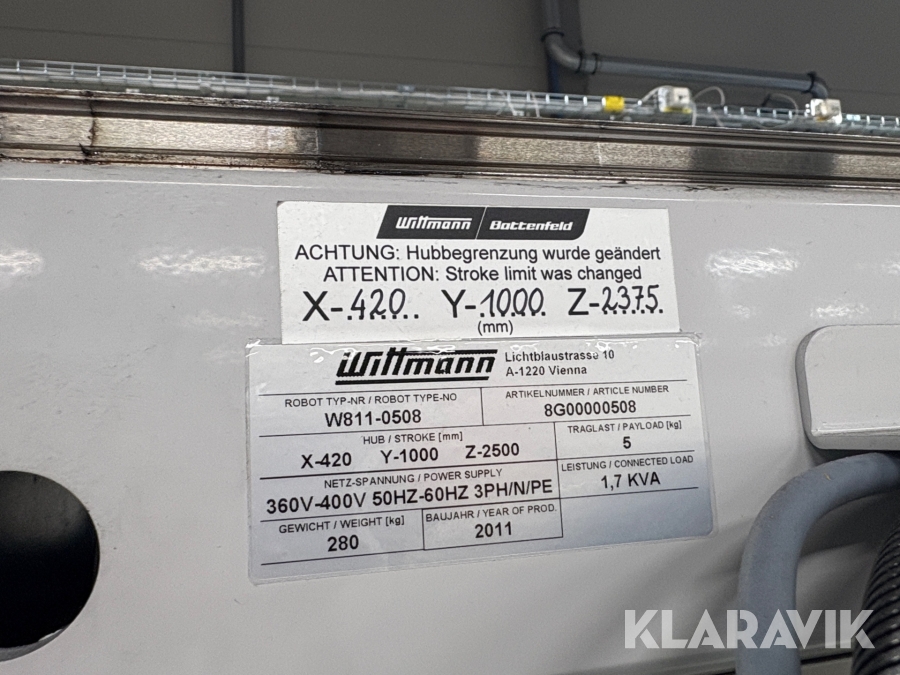 Wittmann Battenfeld
ACHTUNG: Hubbegrenzung wurde geändert
ATTENTION: Stroke limit was changed
X-.420.. Y-.1000 Z-2375
(mm)
Wittmann
Lichtblaustrasse 10
A-1220 Vienna
ROBOT TYP-NR / ROBOT TYPE-NO
W811-0508
ARTIKELNUMMER / ARTICLE NUMBER
8G00000508
HUB / STROKE [mm]
X-420 Y-1000 Z-2500
TRAGLAST / PAYLOAD [kg]
5
NETZ-SPANNUNG / POWER SUPPLY
360V-400V 50HZ-60HZ 3PH/N/PE
LEISTUNG / CONNECTED LOAD
1,7 KVA
GEWICHT / WEIGHT [kg]
280
BAUJAHR / YEAR OF PROD.
2011
KLARAVIK